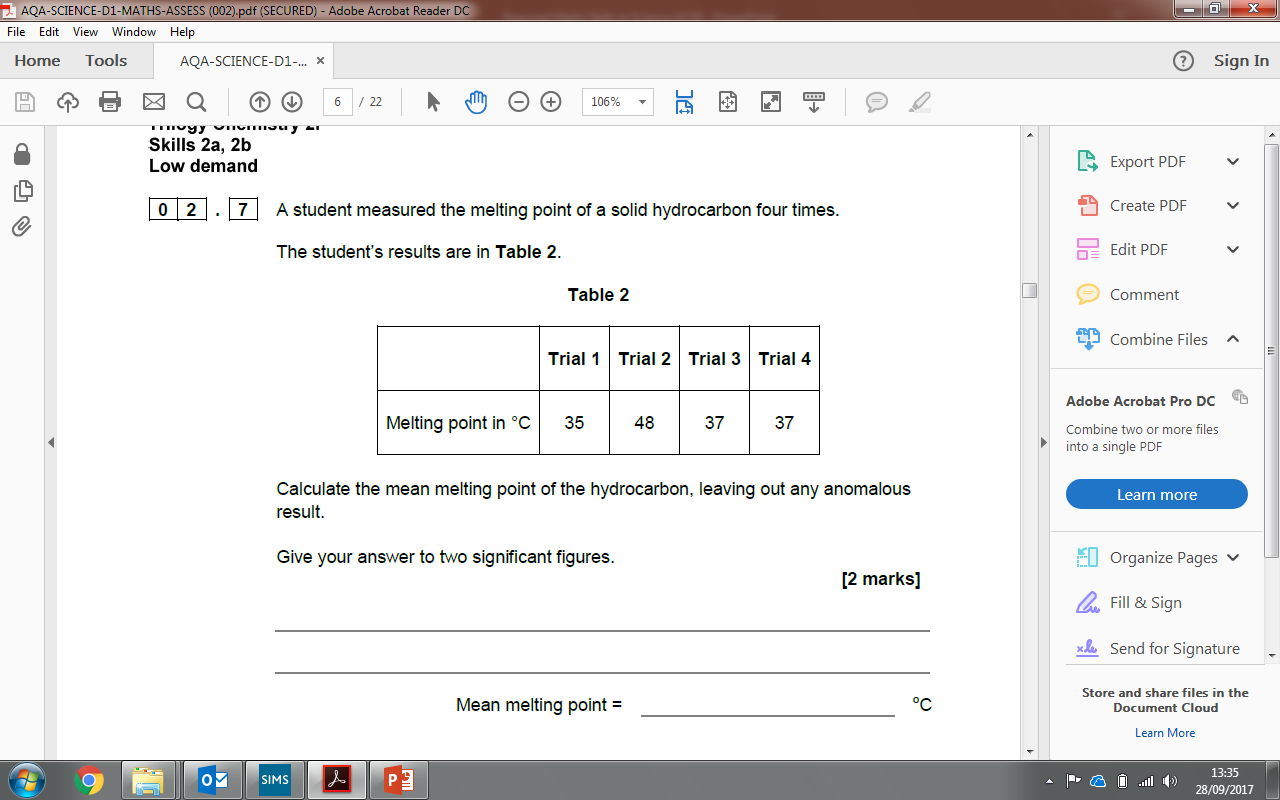 AQA-SCIENCE-D1-MATHS-ASSESS (002).pdf (SECURED) - Adobe Acrobat Reader DC
File Edit View Window Help
Home Tools AQA-SCIENCE-D1-... × ? Sign In
6 / 22 106%
Trilogy Chemistry 2F
Skills 2a, 2b
Low demand
0 2 . 7 A student measured the melting point of a solid hydrocarbon four times.
The student's results are in Table 2.
Table 2
Trial 1 Trial 2 Trial 3 Trial 4
Melting point in °C 35 48 37 37
Calculate the mean melting point of the hydrocarbon, leaving out any anomalous
result.
Give your answer to two significant figures.
[2 marks]
Mean melting point = °C
Export PDF
Create PDF
Edit PDF
Comment
Combine Files
Adobe Acrobat Pro DC
Combine two or more files
into a single PDF
Learn more
Organize Pages
Fill & Sign
Send for Signature
Store and share files in the
Document Cloud
Learn More
SIMS
13:35
28/09/2017